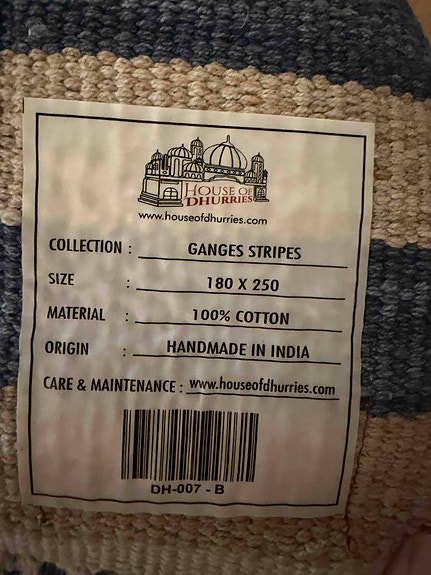 HOUSE OF
DHURRIES
www.houseofdhurries.com
COLLECTION : GANGES STRIPES
SIZE : 180 X 250
MATERIAL : 100% COTTON
ORIGIN : HANDMADE IN INDIA
CARE & MAINTENANCE : www.houseofdhurries.com
DH-007 - B